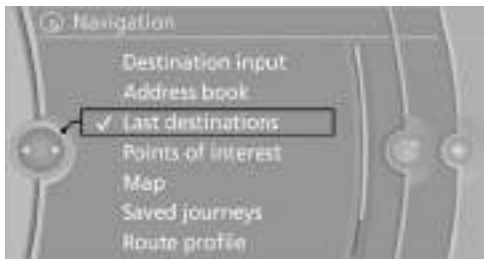 Navigation
Destination input
Address book
✓ Last destinations
Points of interest
Map
Saved journeys
Route profile